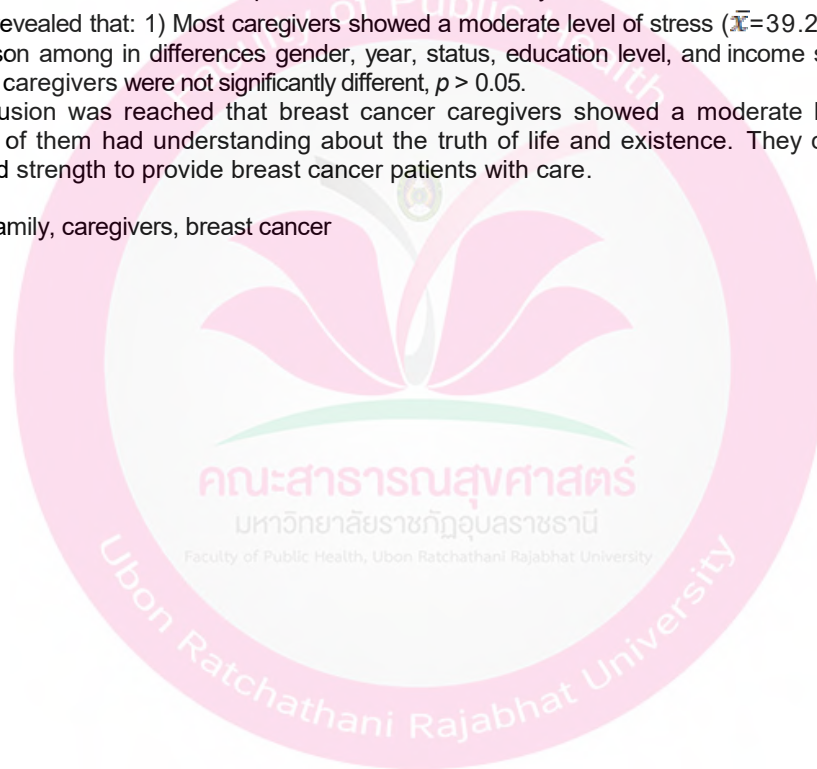 evealed that: 1) Most caregivers showed a moderate level of stress (x̄=39.2
son among in differences gender, year, status, education level, and income s
caregivers were not significantly different, p > 0.05.
usion was reached that breast cancer caregivers showed a moderate l
of them had understanding about the truth of life and existence. They c
d strength to provide breast cancer patients with care.
amily, caregivers, breast cancer
Faculty of Public Health
คณะสาธารณสุขศาสตร์
มหาวิทยาลัยราชภัฏอุบลราชธานี
Faculty of Public Health, Ubon Ratchathani Rajabhat University
Ubon Ratchathani Rajabhat University